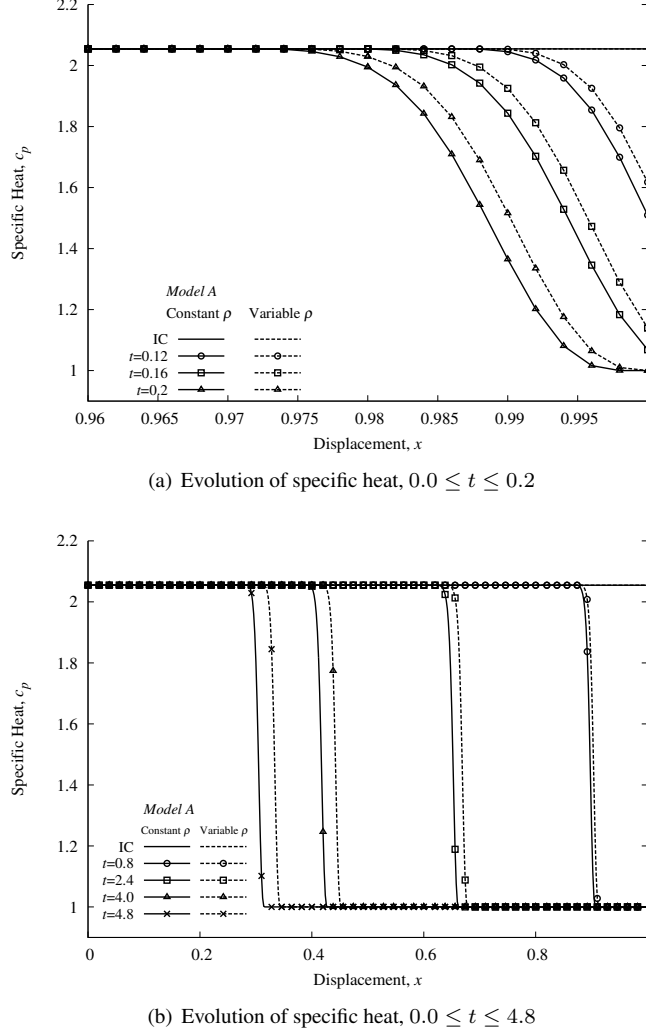 2.2
2
1.8
1.6
1.4
1.2
1
Specific Heat, cp
Model A
Constant ρ Variable ρ
IC
t=0.12
t=0.16
t=0.2
0.96 0.965 0.97 0.975 0.98 0.985 0.99 0.995
Displacement, x
(a) Evolution of specific heat, 0.0 ≤ t ≤ 0.2
2.2
2
1.8
1.6
1.4
1.2
1
Specific Heat, cp
Model A
Constant ρ Variable ρ
IC
t=0.8
t=2.4
t=4.0
t=4.8
0 0.2 0.4 0.6 0.8
Displacement, x
(b) Evolution of specific heat, 0.0 ≤ t ≤ 4.8